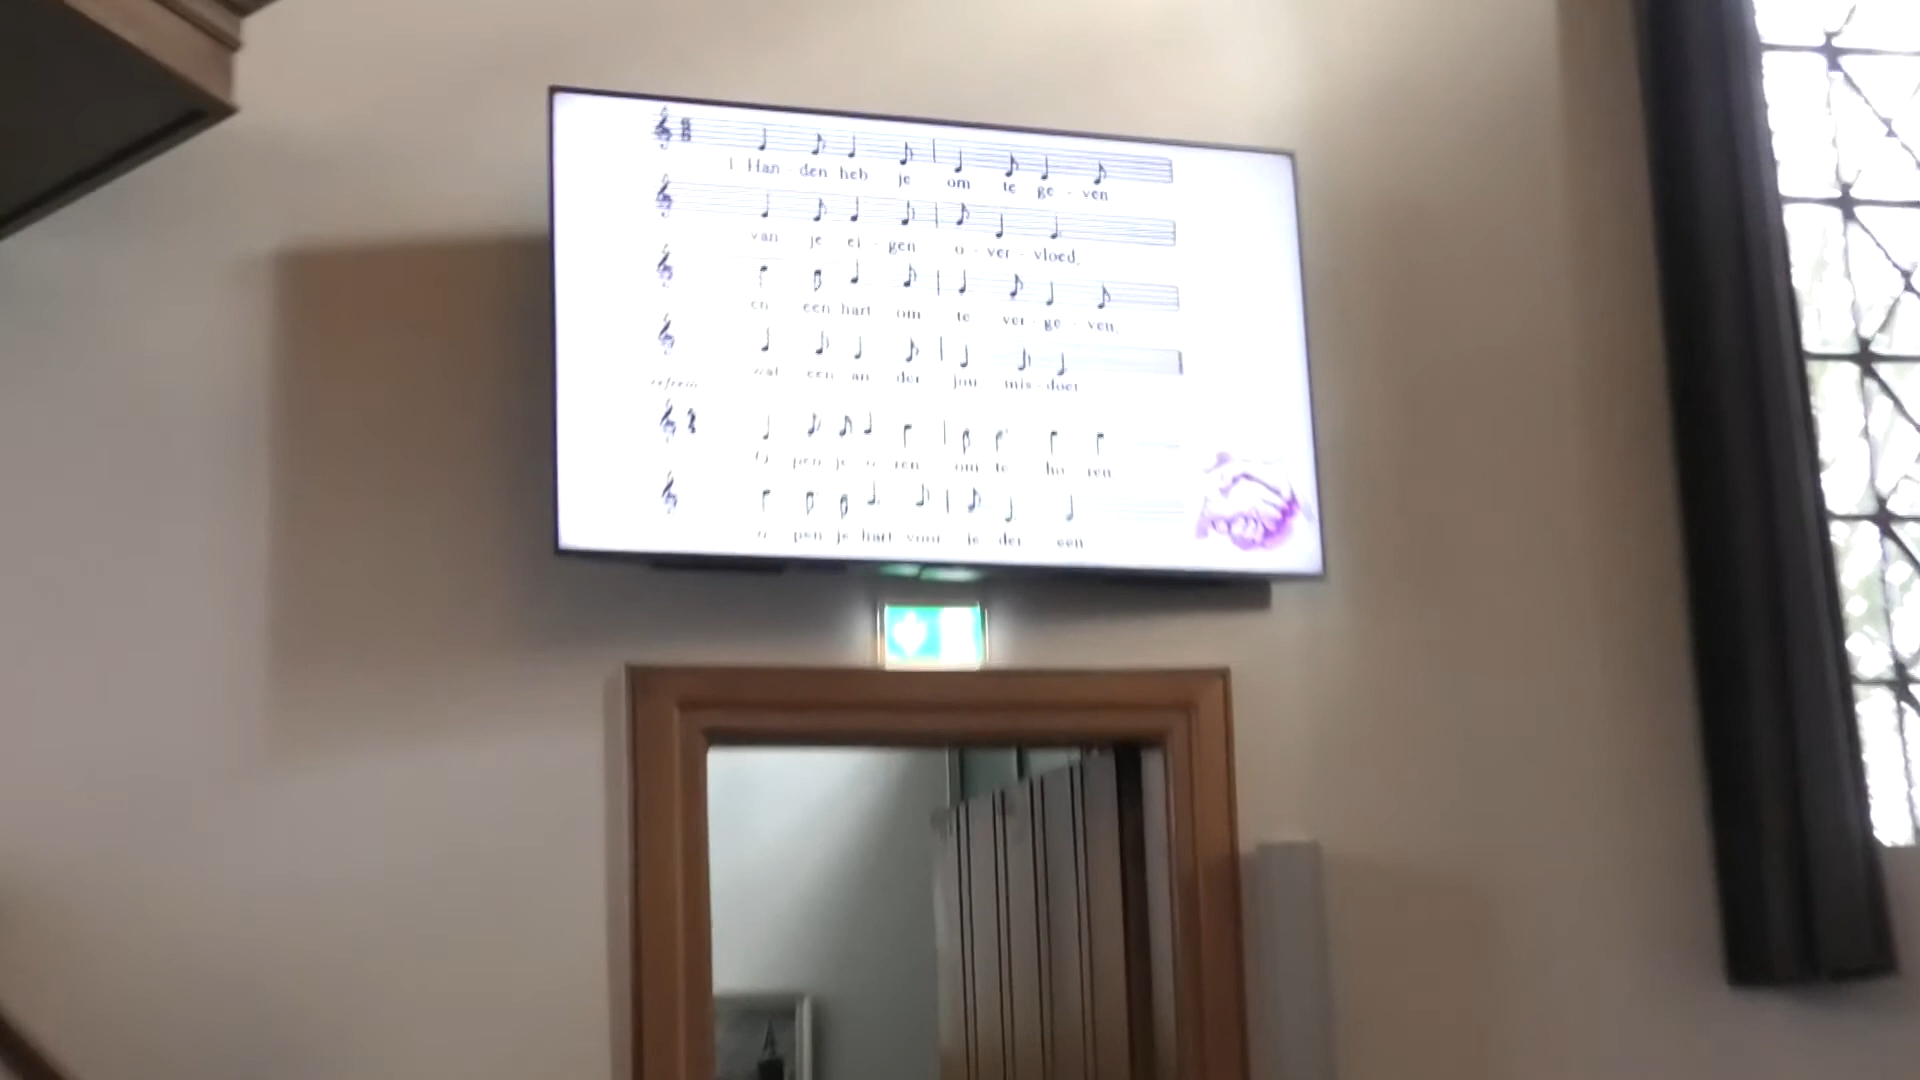 1 Han - den heb je om te ge - ven
van je ei - gen o - ver - vloed,
en een hart om te ver - ge - ven,
wat een an der jou mis - doet
refrein
O pen je o ren om te ho ren
o pen je hart voor ie der een